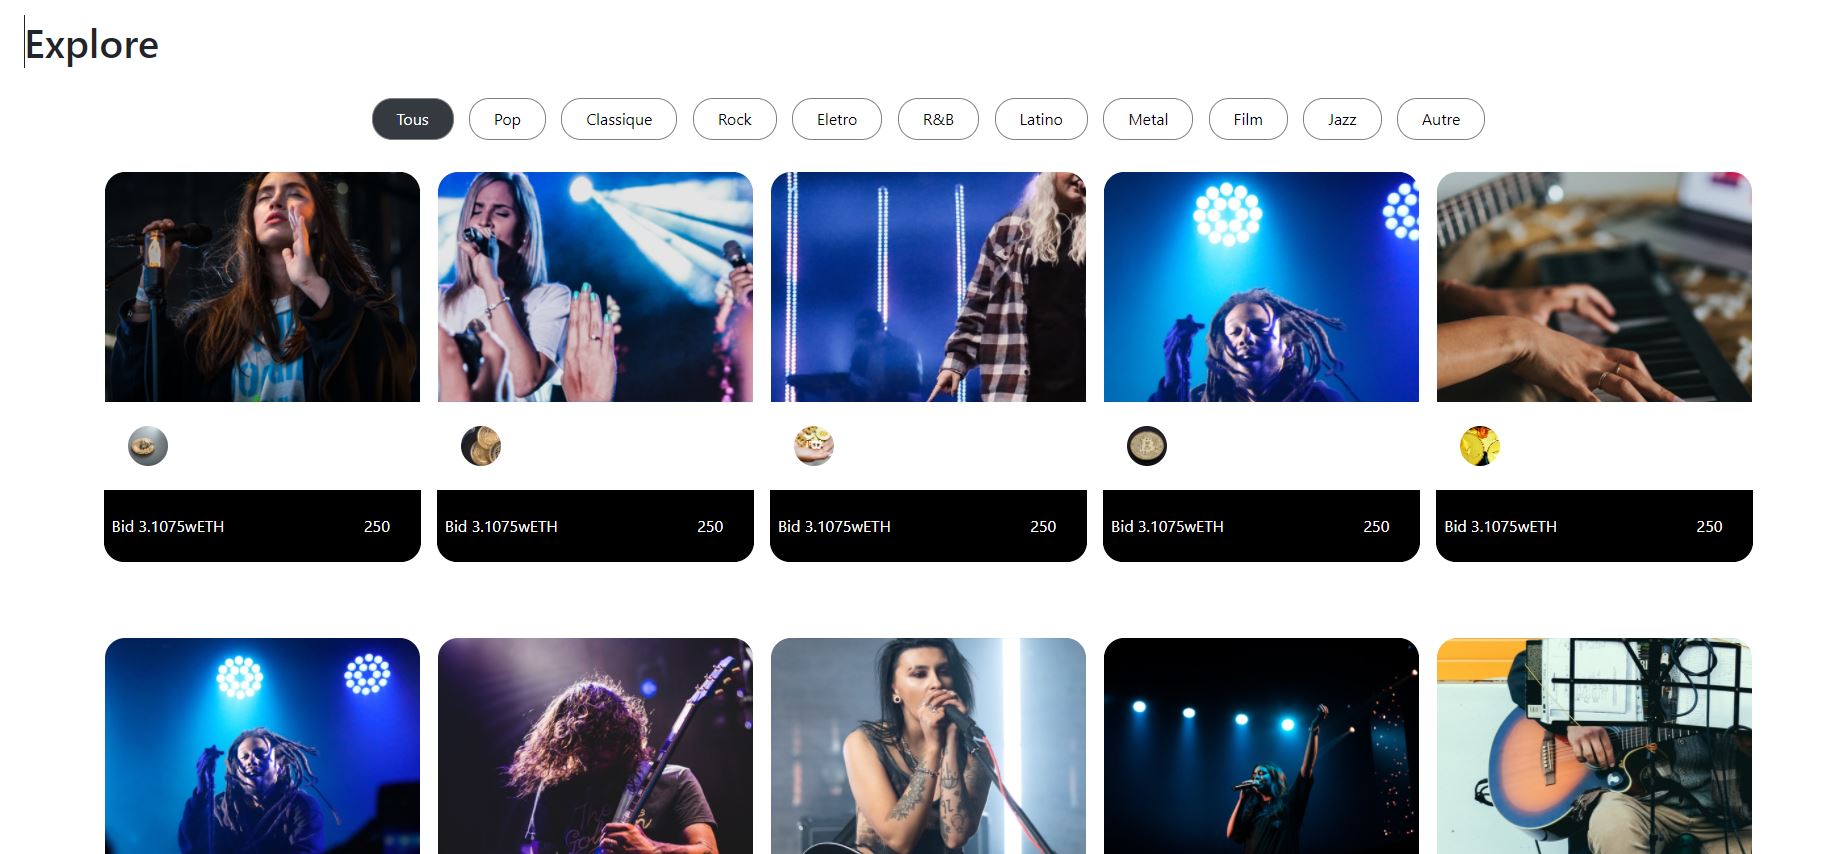 Explore
Tous Pop Classique Rock Eletro R&B Latino Metal Film Jazz Autre
Bid 3.1075wETH 250 Bid 3.1075wETH 250 Bid 3.1075wETH 250 Bid 3.1075wETH 250 Bid 3.1075wETH 250